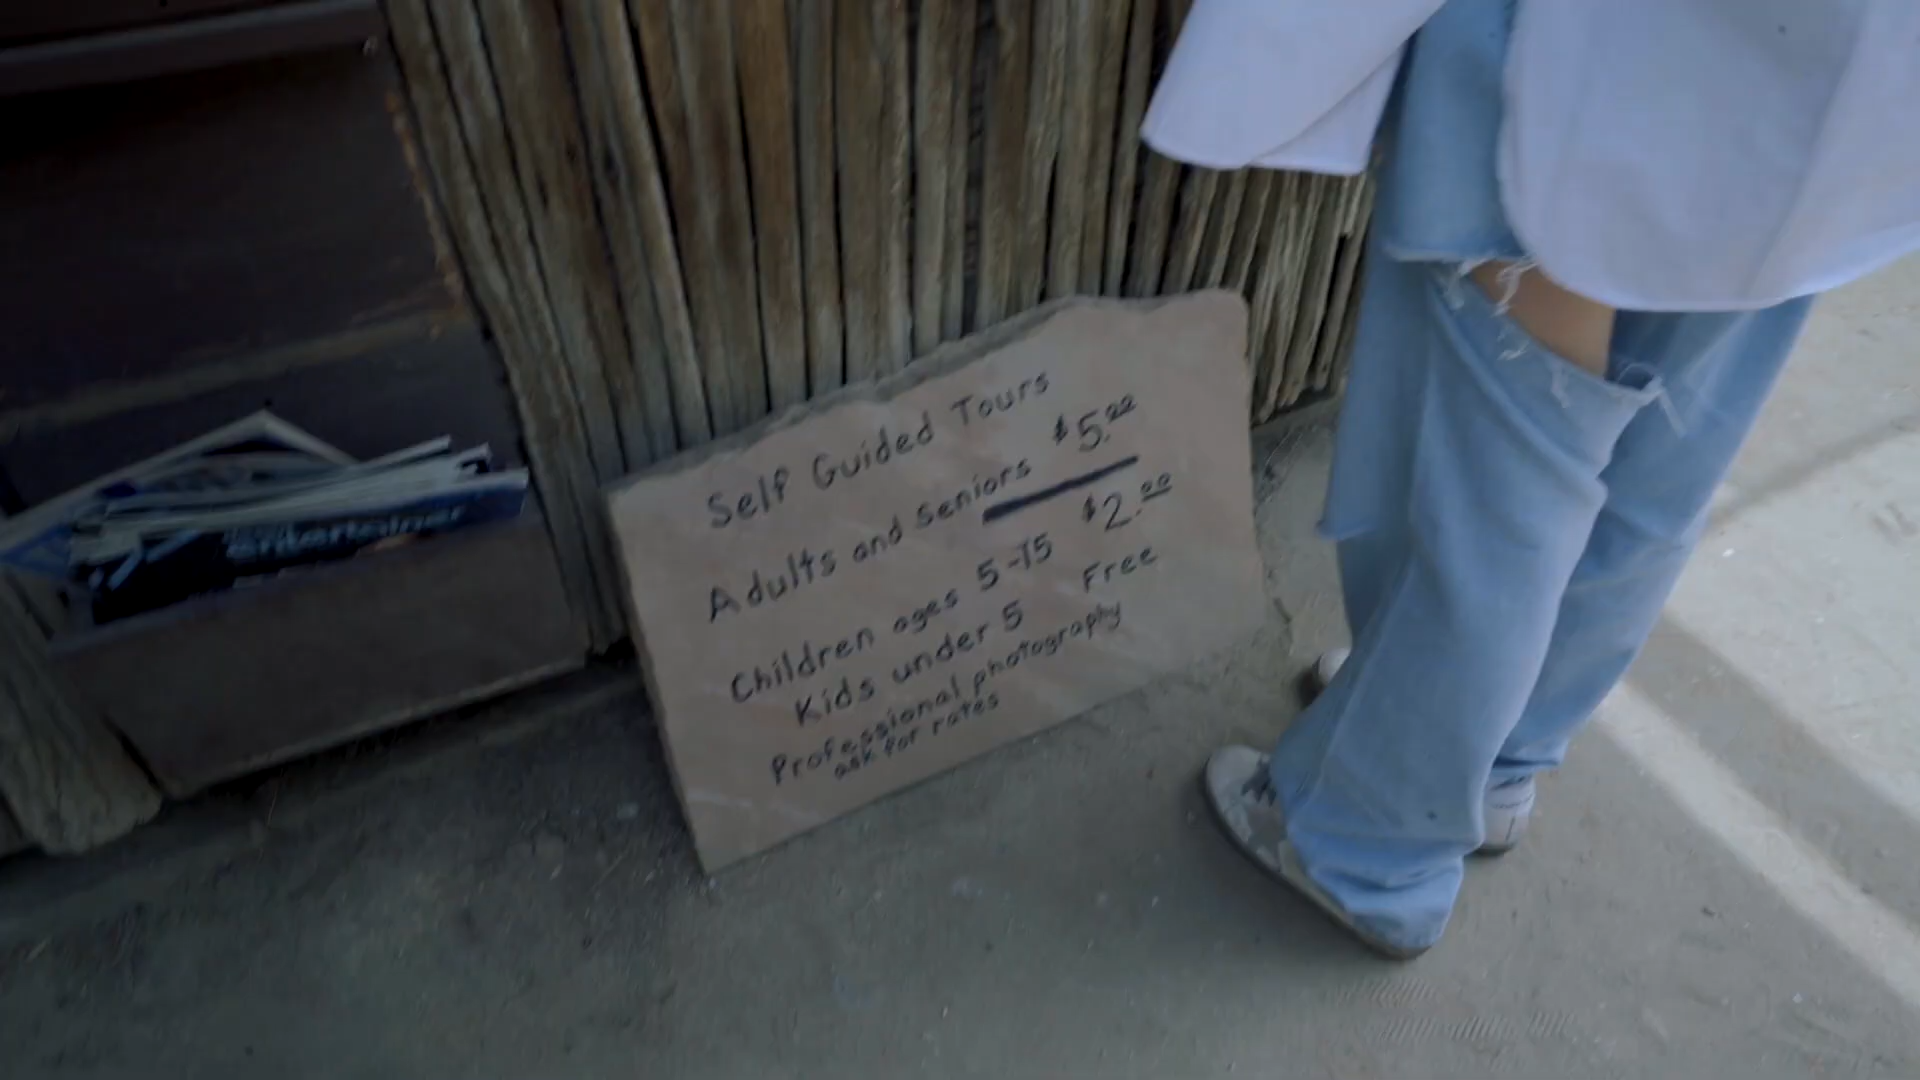 Self Guided Tours
Adults and Seniors $5.00
Children ages 5-15 $2.00
Kids under 5 Free
Professional photography
ask for rates
entertainer